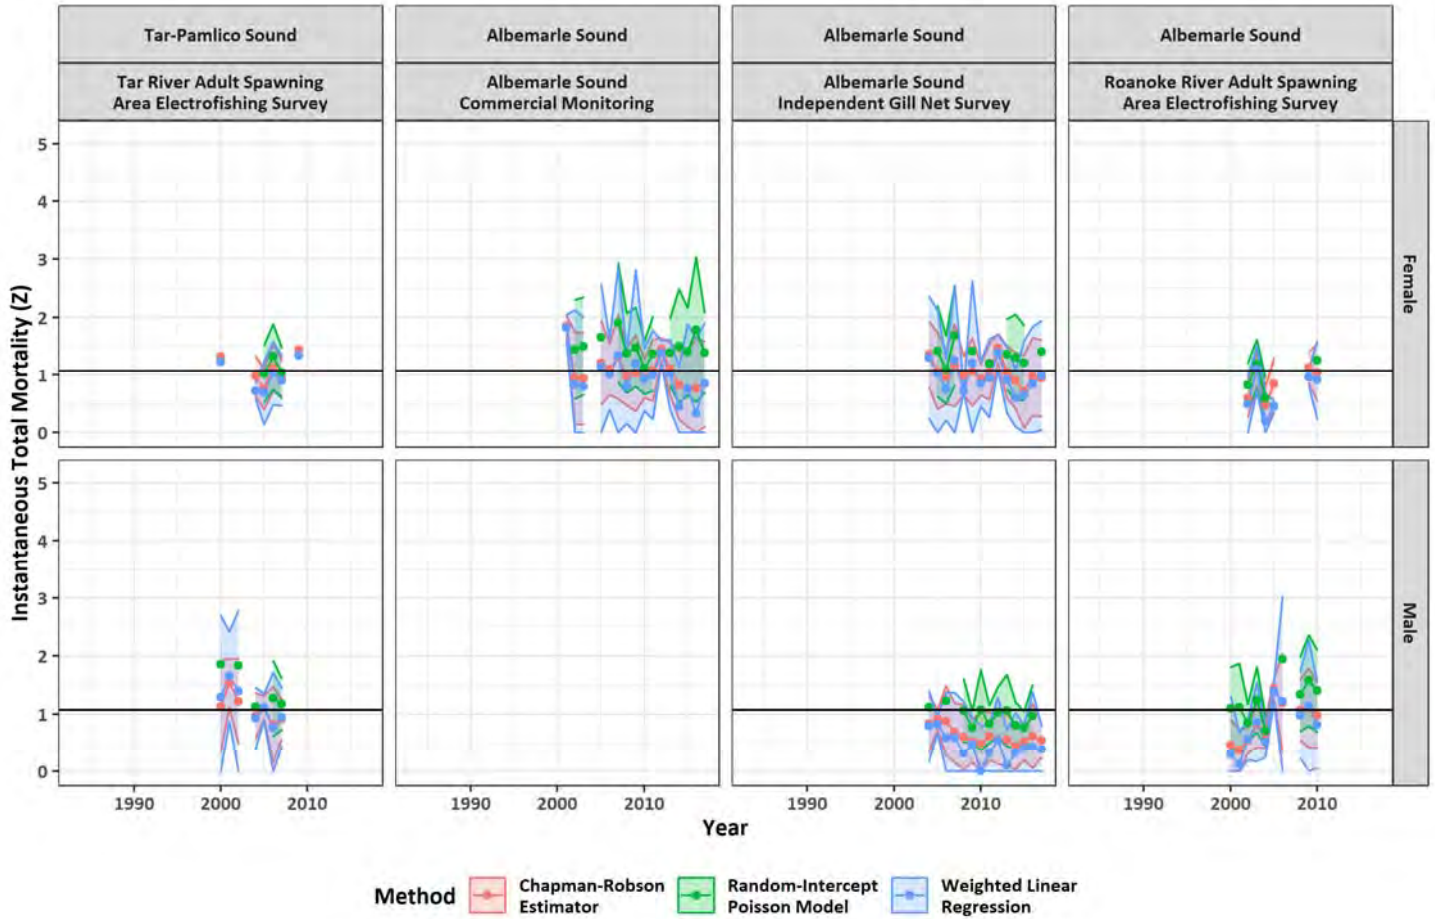 Tar-Pamlico Sound
Albemarle Sound
Albemarle Sound
Albemarle Sound
Tar River Adult Spawning
Area Electrofishing Survey
Albemarle Sound
Commercial Monitoring
Albemarle Sound
Independent Gill Net Survey
Roanoke River Adult Spawning
Area Electrofishing Survey
Instantaneous Total Mortality (Z)
5
4
3
2
1
0
Female
5
4
3
2
1
0
Male
1990 2000 2010
1990 2000 2010
1990 2000 2010
1990 2000 2010
Year
Method
Chapman-Robson
Estimator
Random-Intercept
Poisson Model
Weighted Linear
Regression